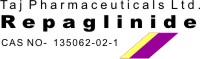 Taj Pharmaceuticals Ltd.
Repaglinide
CAS NO- 135062-02-1